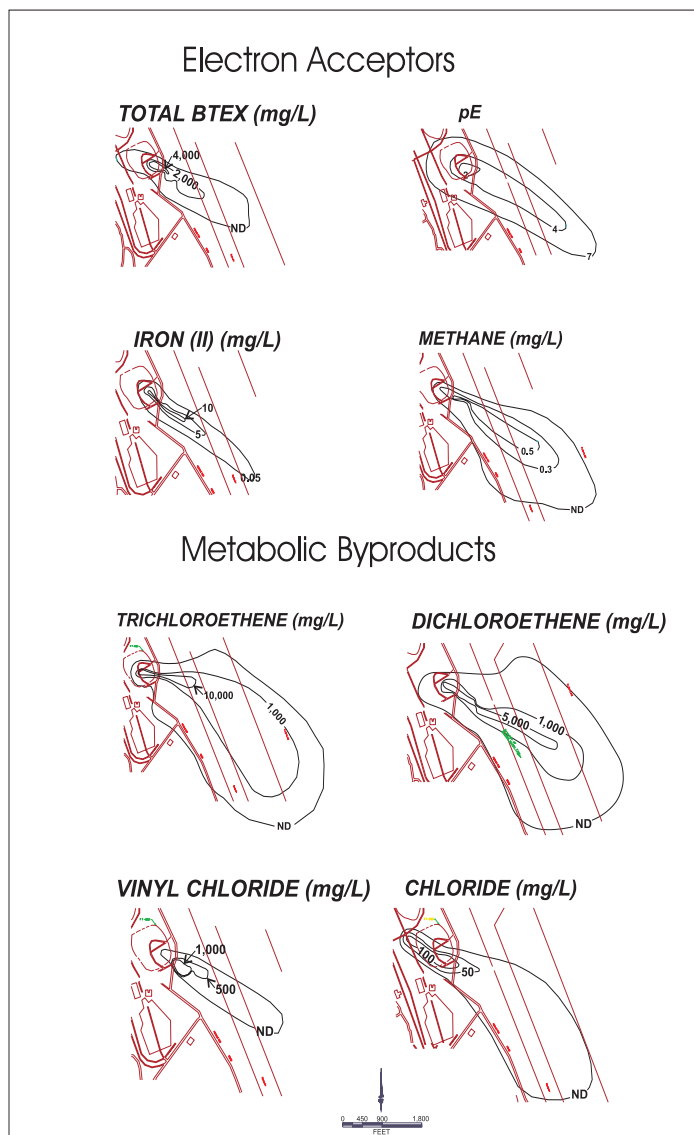 Electron Acceptors
TOTAL BTEX (mg/L)
4,000
2,000
ND
pE
4
7
IRON (II) (mg/L)
10
5
0.05
METHANE (mg/L)
0.5
0.3
ND
Metabolic Byproducts
TRICHLOROETHENE (mg/L)
10,000
1,000
ND
DICHLOROETHENE (mg/L)
5,000
1,000
ND
VINYL CHLORIDE (mg/L)
1,000
500
ND
CHLORIDE (mg/L)
100
50
ND
0 450 900 1,800
FEET